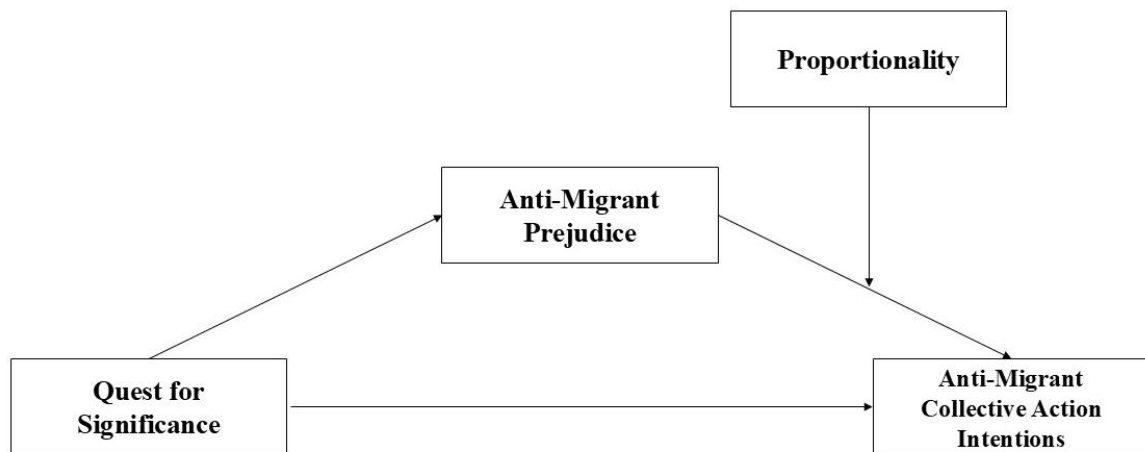 Proportionality
Anti-Migrant
Prejudice
Quest for
Significance
Anti-Migrant
Collective Action
Intentions